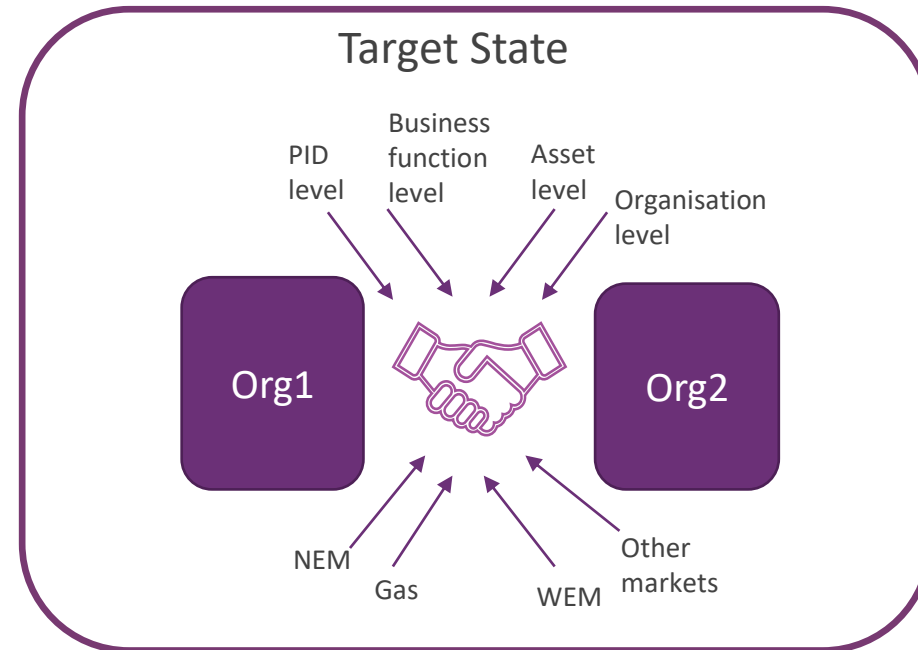 Target State
PID
level
Business
function
level
Asset
level
Organisation
level
Org1
Org2
NEM
Gas
WEM
Other
markets